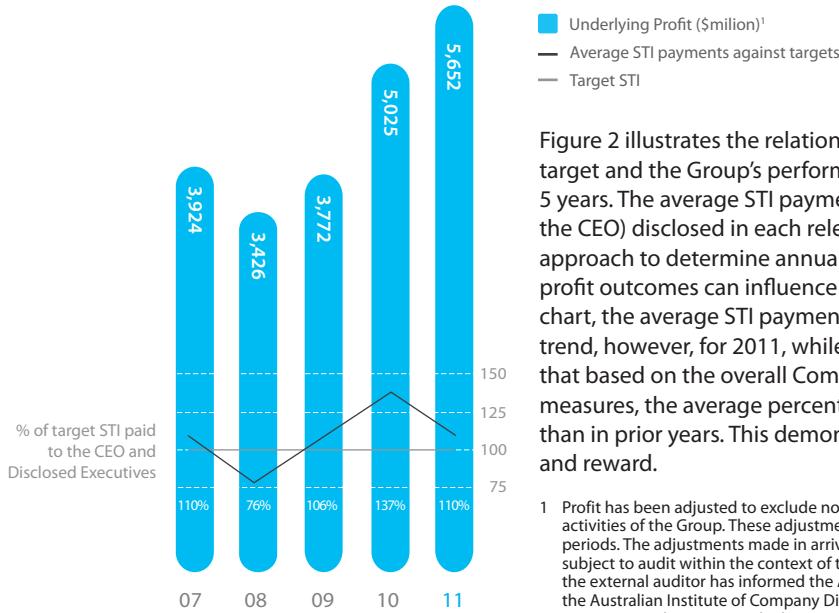 Underlying Profit ($milion)1
Average STI payments against targets
Target STI
3,924
3,426
3,772
5,025
5,652
150
125
100
75
% of target STI paid
to the CEO and
Disclosed Executives
110%
76%
106%
137%
110%
07
08
09
10
11
Figure 2 illustrates the relation
target and the Group's perform
5 years. The average STI payme
the CEO) disclosed in each rele
approach to determine annual
profit outcomes can influence
chart, the average STI paymen
trend, however, for 2011, while
that based on the overall Com
measures, the average percent
than in prior years. This demon
and reward.
1 Profit has been adjusted to exclude no
activities of the Group. These adjustme
periods. The adjustments made in arriv
subject to audit within the context of t
the external auditor has informed the A
the Australian Institute of Company Di